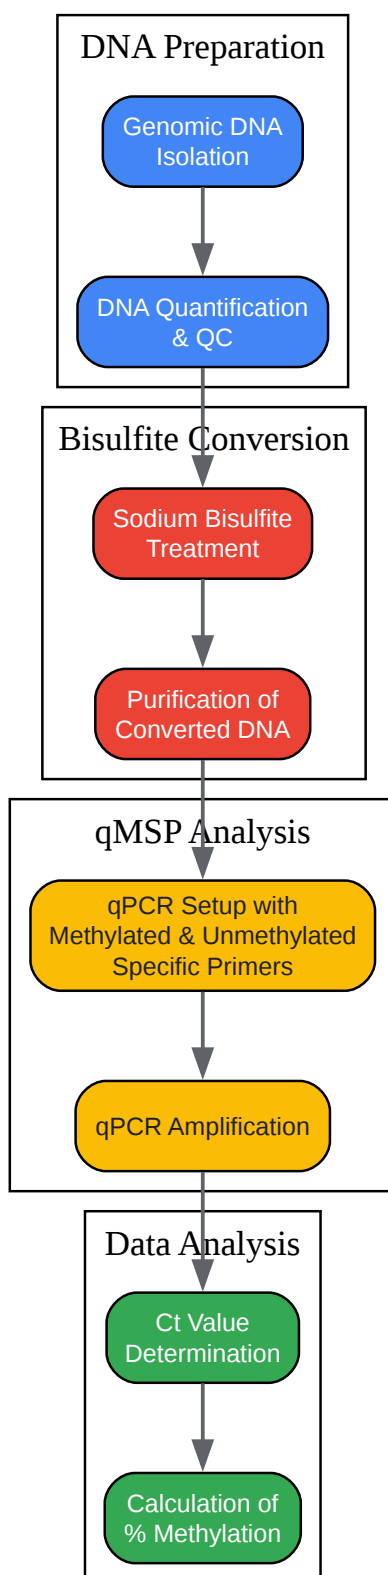 DNA Preparation
Genomic DNA
Isolation
DNA Quantification
& QC
Bisulfite Conversion
Sodium Bisulfite
Treatment
Purification of
Converted DNA
qMSP Analysis
qPCR Setup with
Methylated & Unmethylated
Specific Primers
qPCR Amplification
Data Analysis
Ct Value
Determination
Calculation of
% Methylation